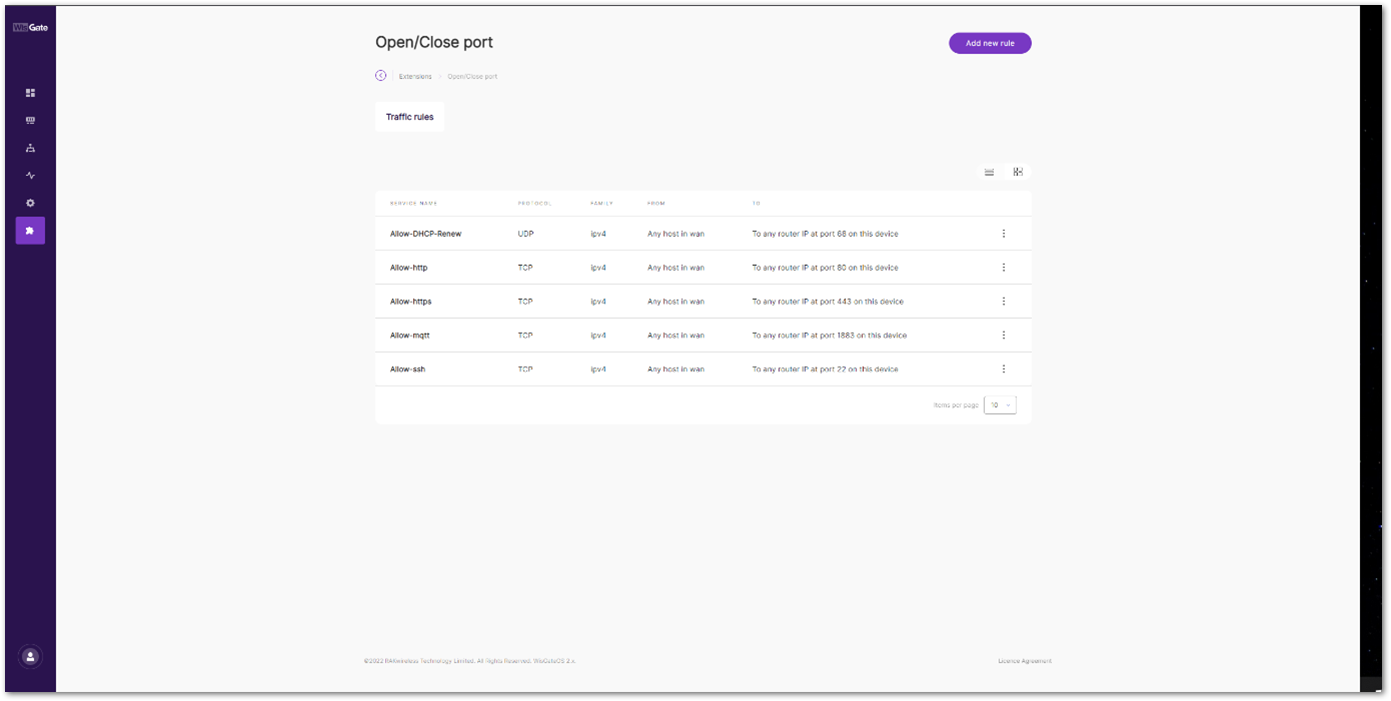 WisGate
Open/Close port
Add new rule
Extensions > Open/Close port
Traffic rules
SERVICE NAME PROTOCOL FAMILY FROM TO
Allow-DHCP-Renew UDP ipv4 Any host in wan To any router IP at port 68 on this device
Allow-http TCP ipv4 Any host in wan To any router IP at port 80 on this device
Allow-https TCP ipv4 Any host in wan To any router IP at port 443 on this device
Allow-mqtt TCP ipv4 Any host in wan To any router IP at port 1883 on this device
Allow-ssh TCP ipv4 Any host in wan To any router IP at port 22 on this device
Items per page 10
©2022 RAKwireless Technology Limited. All Rights Reserved. WisGateOS 2.x. Licence Agreement